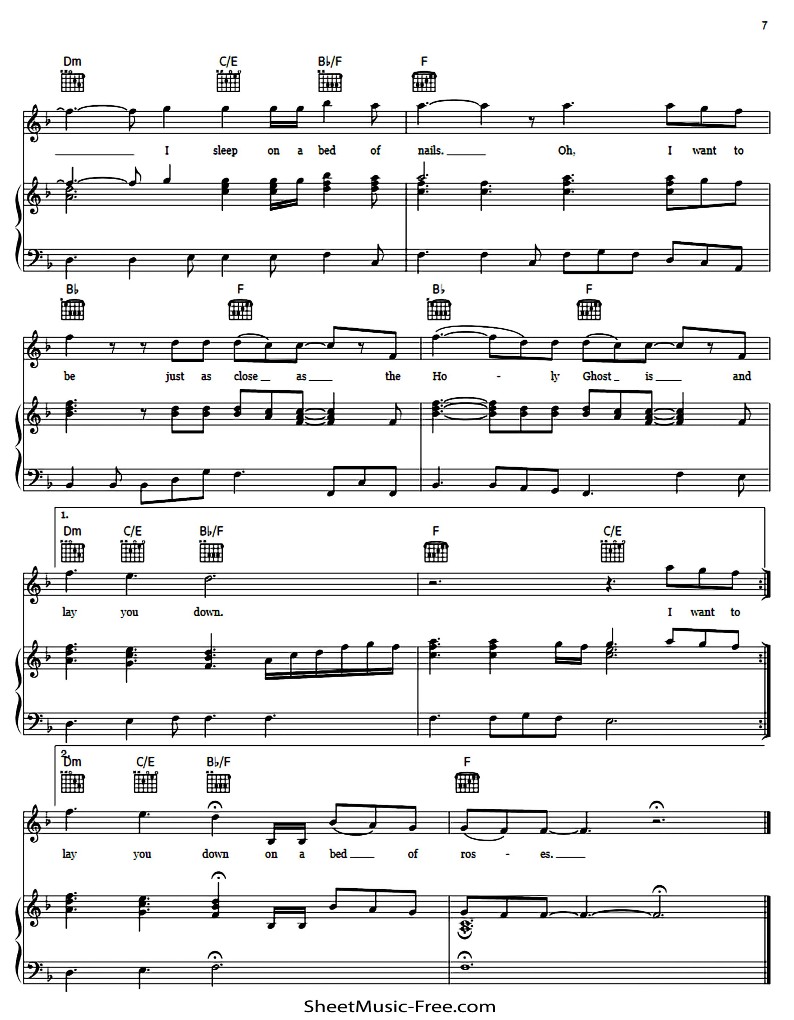 7
Dm C/E B♭/F F
I sleep on a bed of nails. Oh, I want to
B♭ F B♭ F
be just as close as the Ho - ly Ghost is and
1.
Dm C/E B♭/F F C/E
lay you down. I want to
2.
Dm C/E B♭/F F
lay you down on a bed of ros - es.
SheetMusic-Free.com